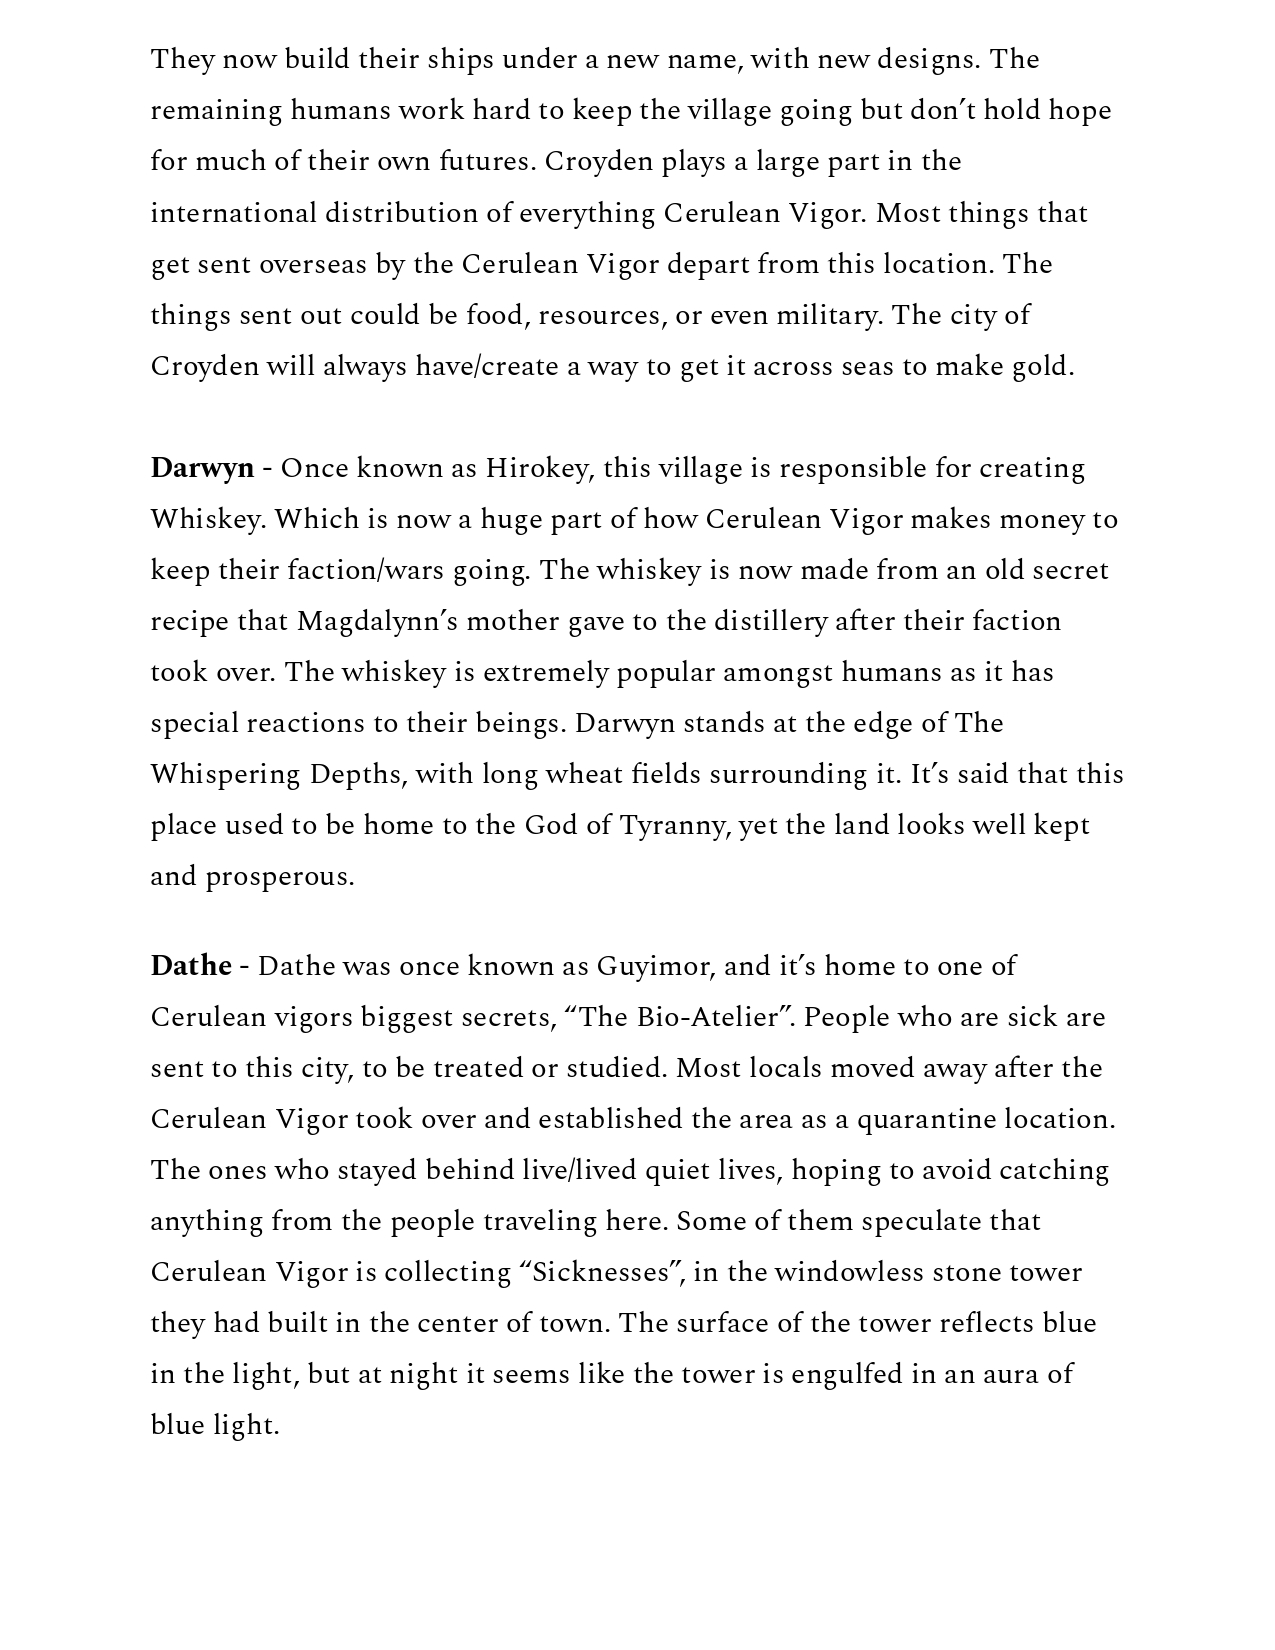 They now build their ships under a new name, with new designs. The
remaining humans work hard to keep the village going but don’t hold hope
for much of their own futures. Croyden plays a large part in the
international distribution of everything Cerulean Vigor. Most things that
get sent overseas by the Cerulean Vigor depart from this location. The
things sent out could be food, resources, or even military. The city of
Croyden will always have/create a way to get it across seas to make gold.
Darwyn - Once known as Hirokey, this village is responsible for creating
Whiskey. Which is now a huge part of how Cerulean Vigor makes money to
keep their faction/wars going. The whiskey is now made from an old secret
recipe that Magdalynn’s mother gave to the distillery after their faction
took over. The whiskey is extremely popular amongst humans as it has
special reactions to their beings. Darwyn stands at the edge of The
Whispering Depths, with long wheat fields surrounding it. It’s said that this
place used to be home to the God of Tyranny, yet the land looks well kept
and prosperous.
Dathe - Dathe was once known as Guyimor, and it’s home to one of
Cerulean vigors biggest secrets, “The Bio-Atelier”. People who are sick are
sent to this city, to be treated or studied. Most locals moved away after the
Cerulean Vigor took over and established the area as a quarantine location.
The ones who stayed behind live/lived quiet lives, hoping to avoid catching
anything from the people traveling here. Some of them speculate that
Cerulean Vigor is collecting “Sicknesses”, in the windowless stone tower
they had built in the center of town. The surface of the tower reflects blue
in the light, but at night it seems like the tower is engulfed in an aura of
blue light.